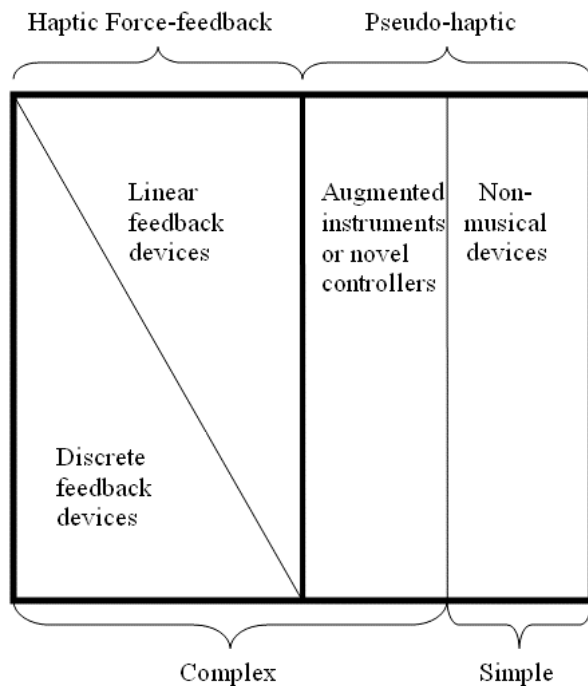 Haptic Force-feedback
Pseudo-haptic
Linear
feedback
devices
Augmented
instruments
or novel
controllers
Non-
musical
devices
Discrete
feedback
devices
Complex
Simple